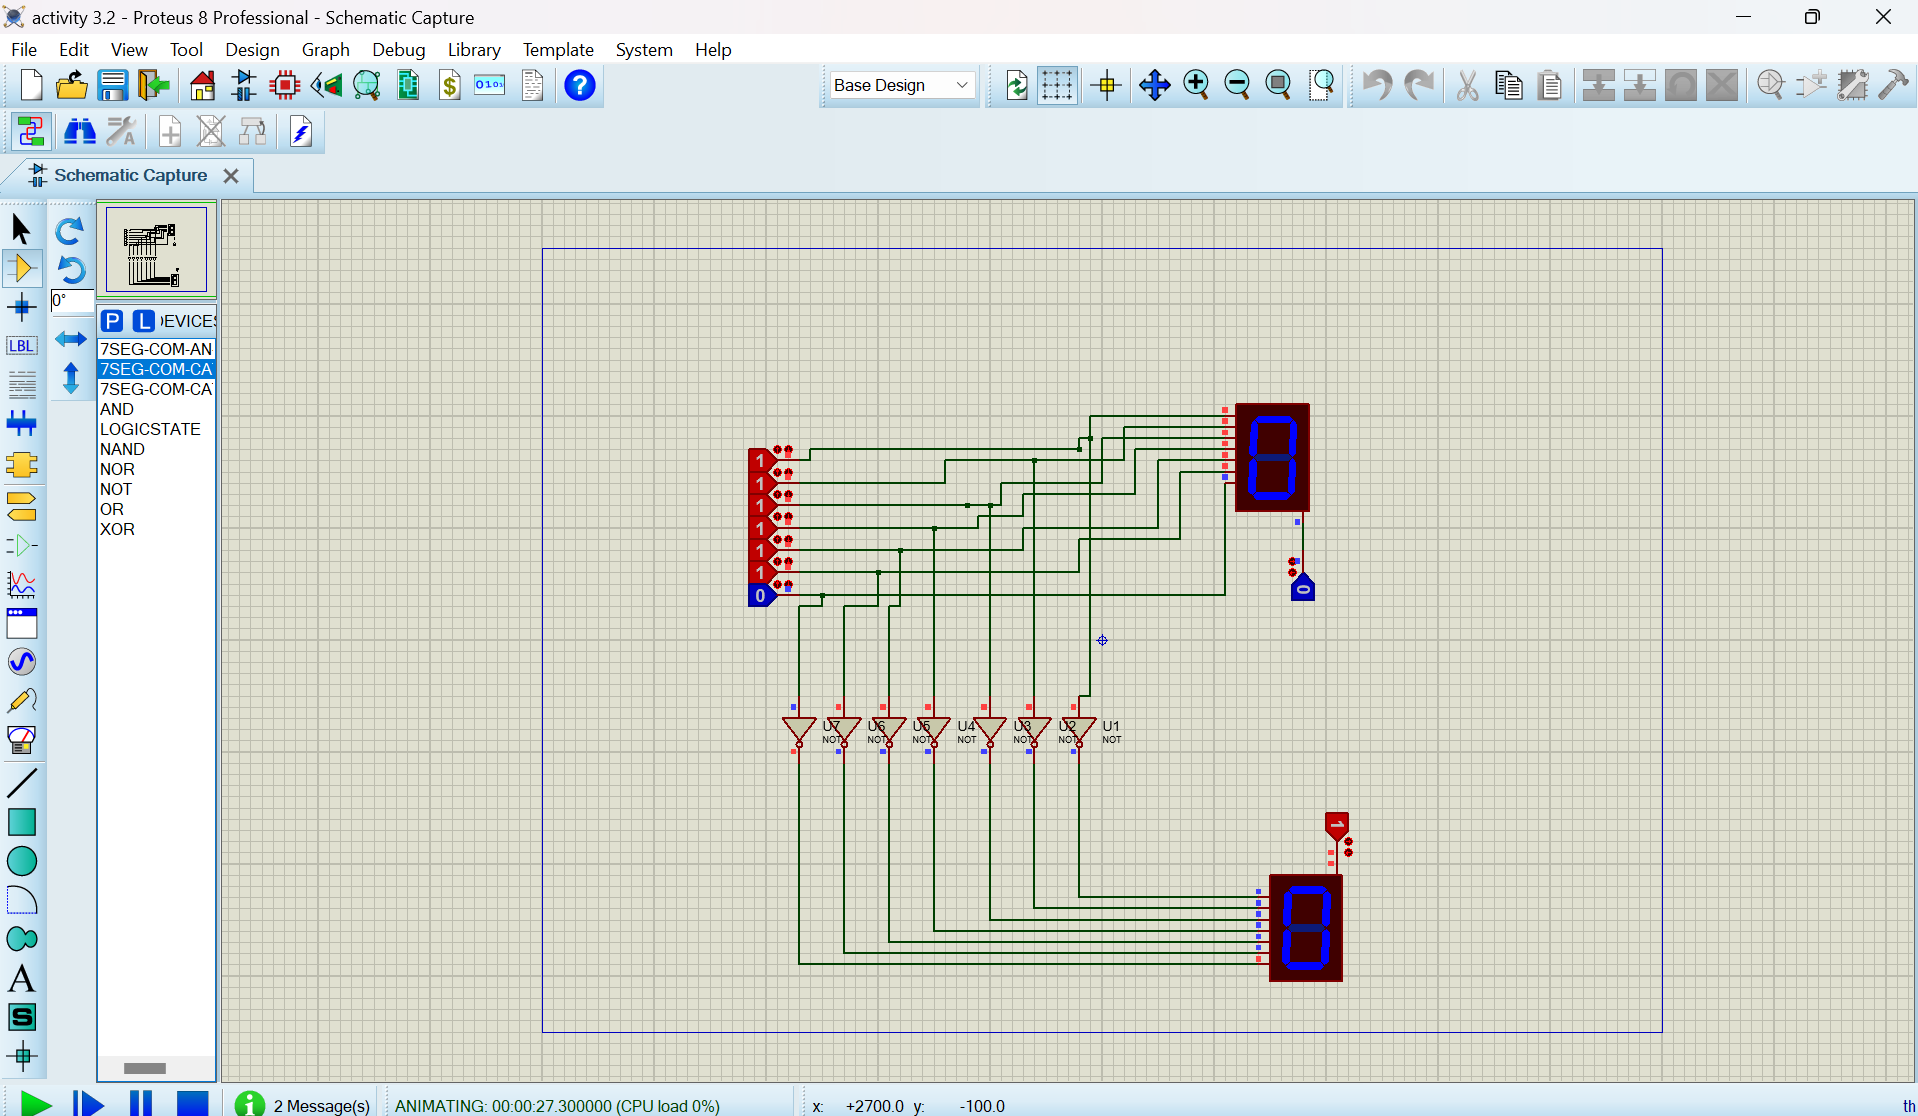 activity 3.2 - Proteus 8 Professional - Schematic Capture
File Edit View Tool Design Graph Debug Library Template System Help
Base Design
Schematic Capture
0°
P L EVICES
LBL
7SEG-COM-AN
7SEG-COM-CA
7SEG-COM-CA
AND
LOGICSTATE
NAND
NOR
NOT
OR
XOR
1
1
1
1
1
1
0
0
U7
NOT
U6
NOT
U5
NOT
U4
NOT
U3
NOT
U2
NOT
U1
NOT
1
A
S
2 Message(s)
ANIMATING: 00:00:27.300000 (CPU load 0%)
x: +2700.0 y: -100.0
th